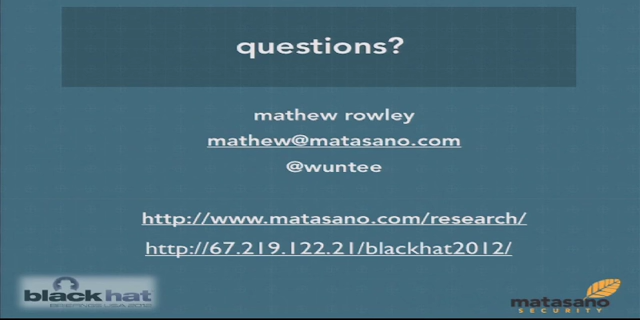 questions?
mathew rowley
mathew@matasano.com
@wuntee
http://www.matasano.com/research/
http://67.219.122.21/blackhat2012/
black hat
matasano
SECURITY